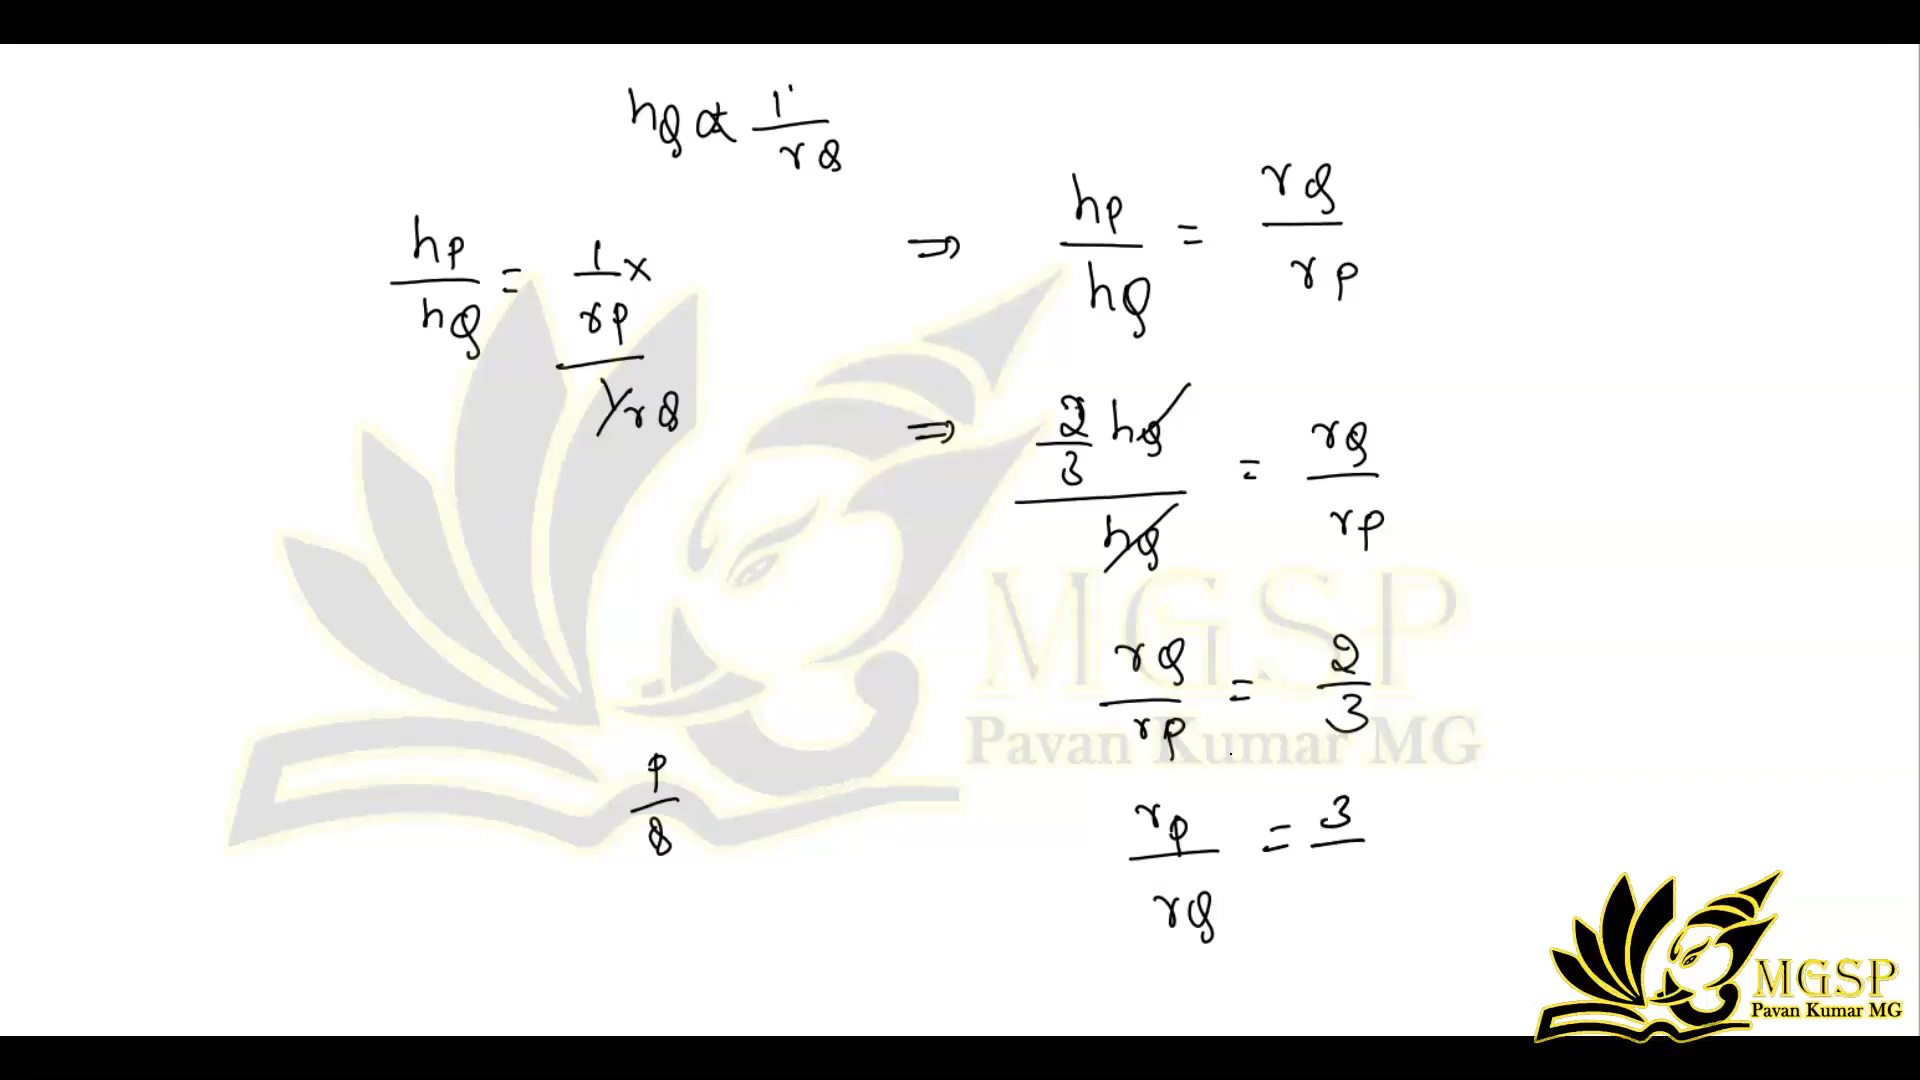 hQ ∝ 1/rQ
hP/hQ = 1/rP × / 1/rQ
⇒ hP/hQ = rQ/rP
⇒ 2/3 hQ / hQ = rQ/rP
rQ/rP = 2/3
P/Q
rP/rQ = 3/
MGSP
Pavan Kumar MG
MGSP
Pavan Kumar MG